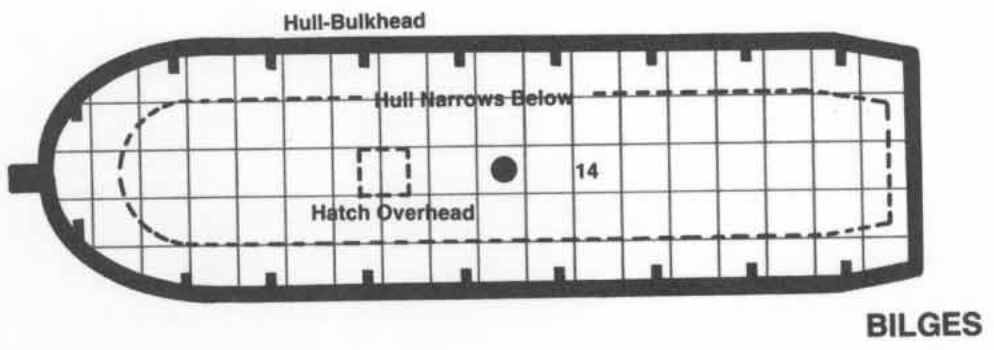 Hull-Bulkhead
Hull Narrows Below
14
Hatch Overhead
BILGES